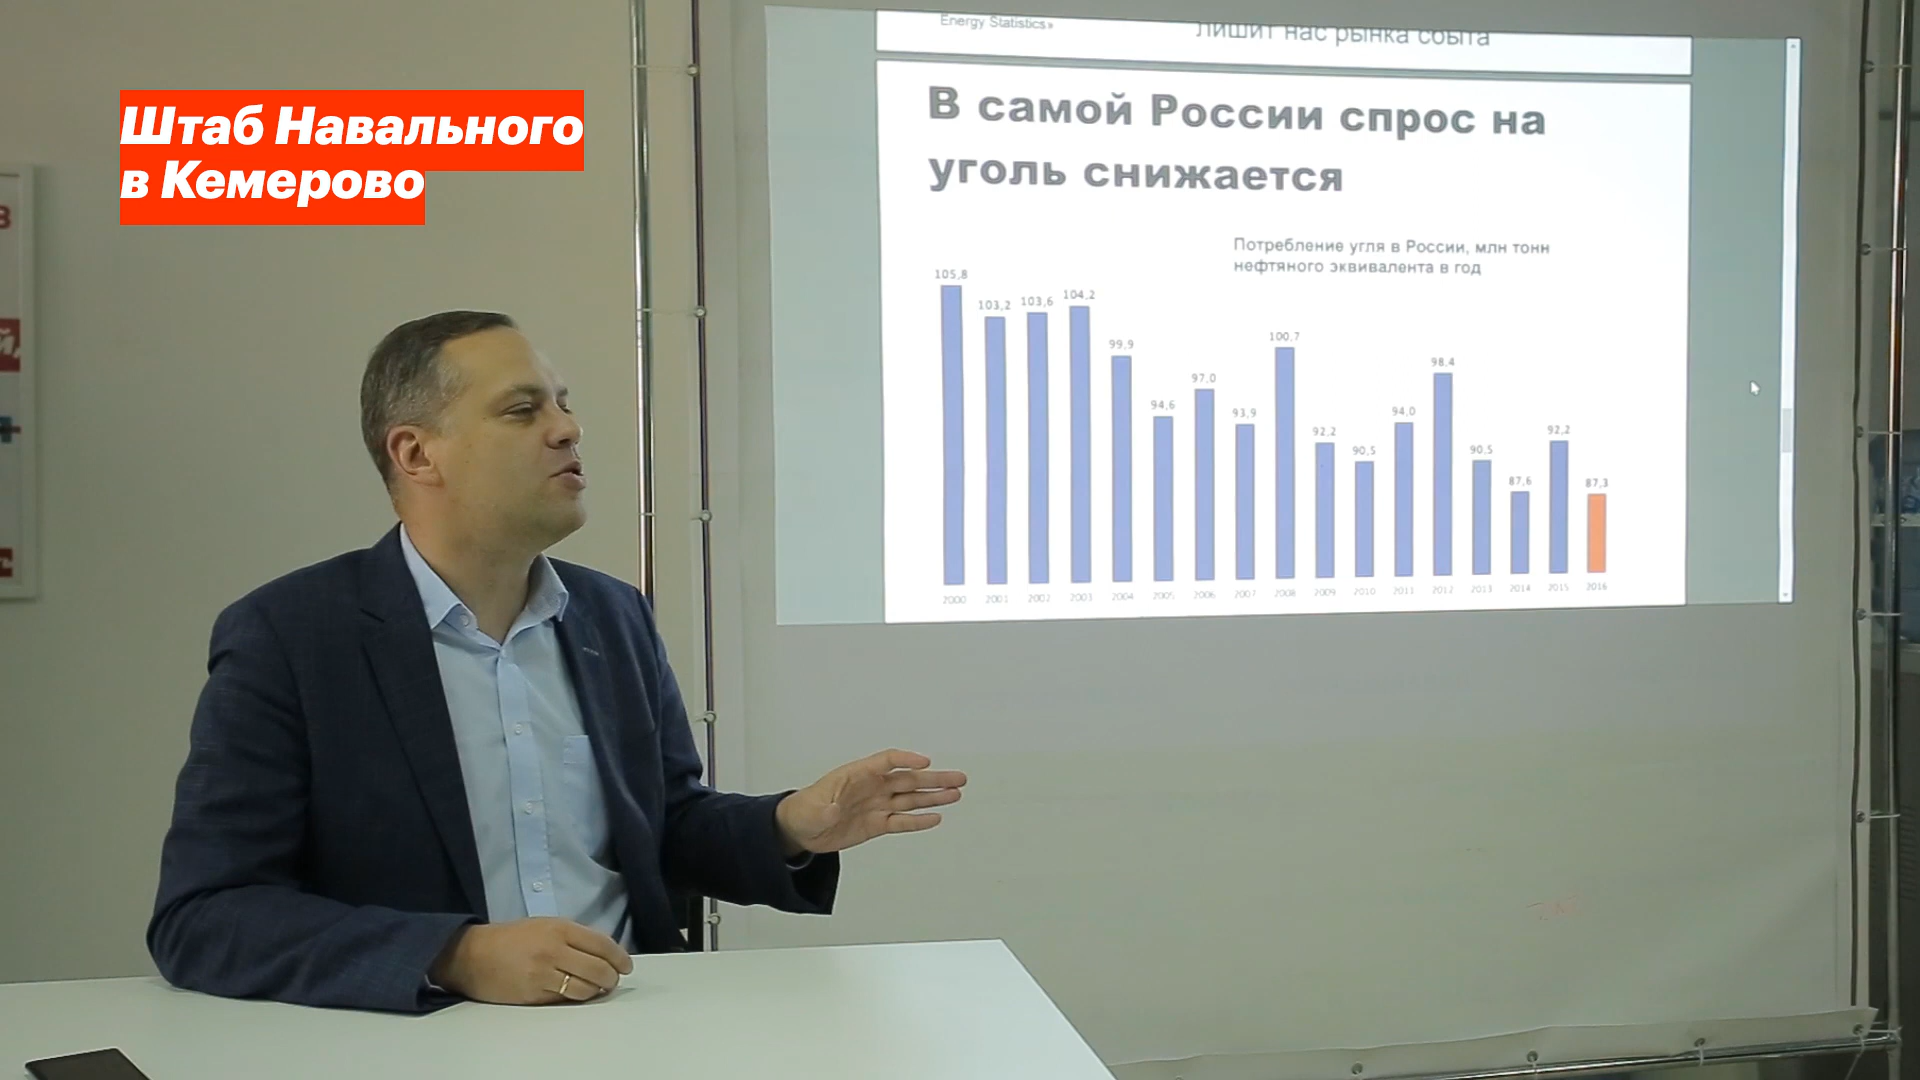 Штаб Навального
в Кемерово
Energy Statistics»
лишит нас рынка сбыта
В самой России спрос на
уголь снижается
Потребление угля в России, млн тонн
нефтяного эквивалента в год
105,8 103,2 103,6 104,2 99,9 94,6 97,0 93,9 100,7 92,2 90,5 94,0 98,4 90,5 87,6 92,2 87,3
2000 2001 2002 2003 2004 2005 2006 2007 2008 2009 2010 2011 2012 2013 2014 2015 2016